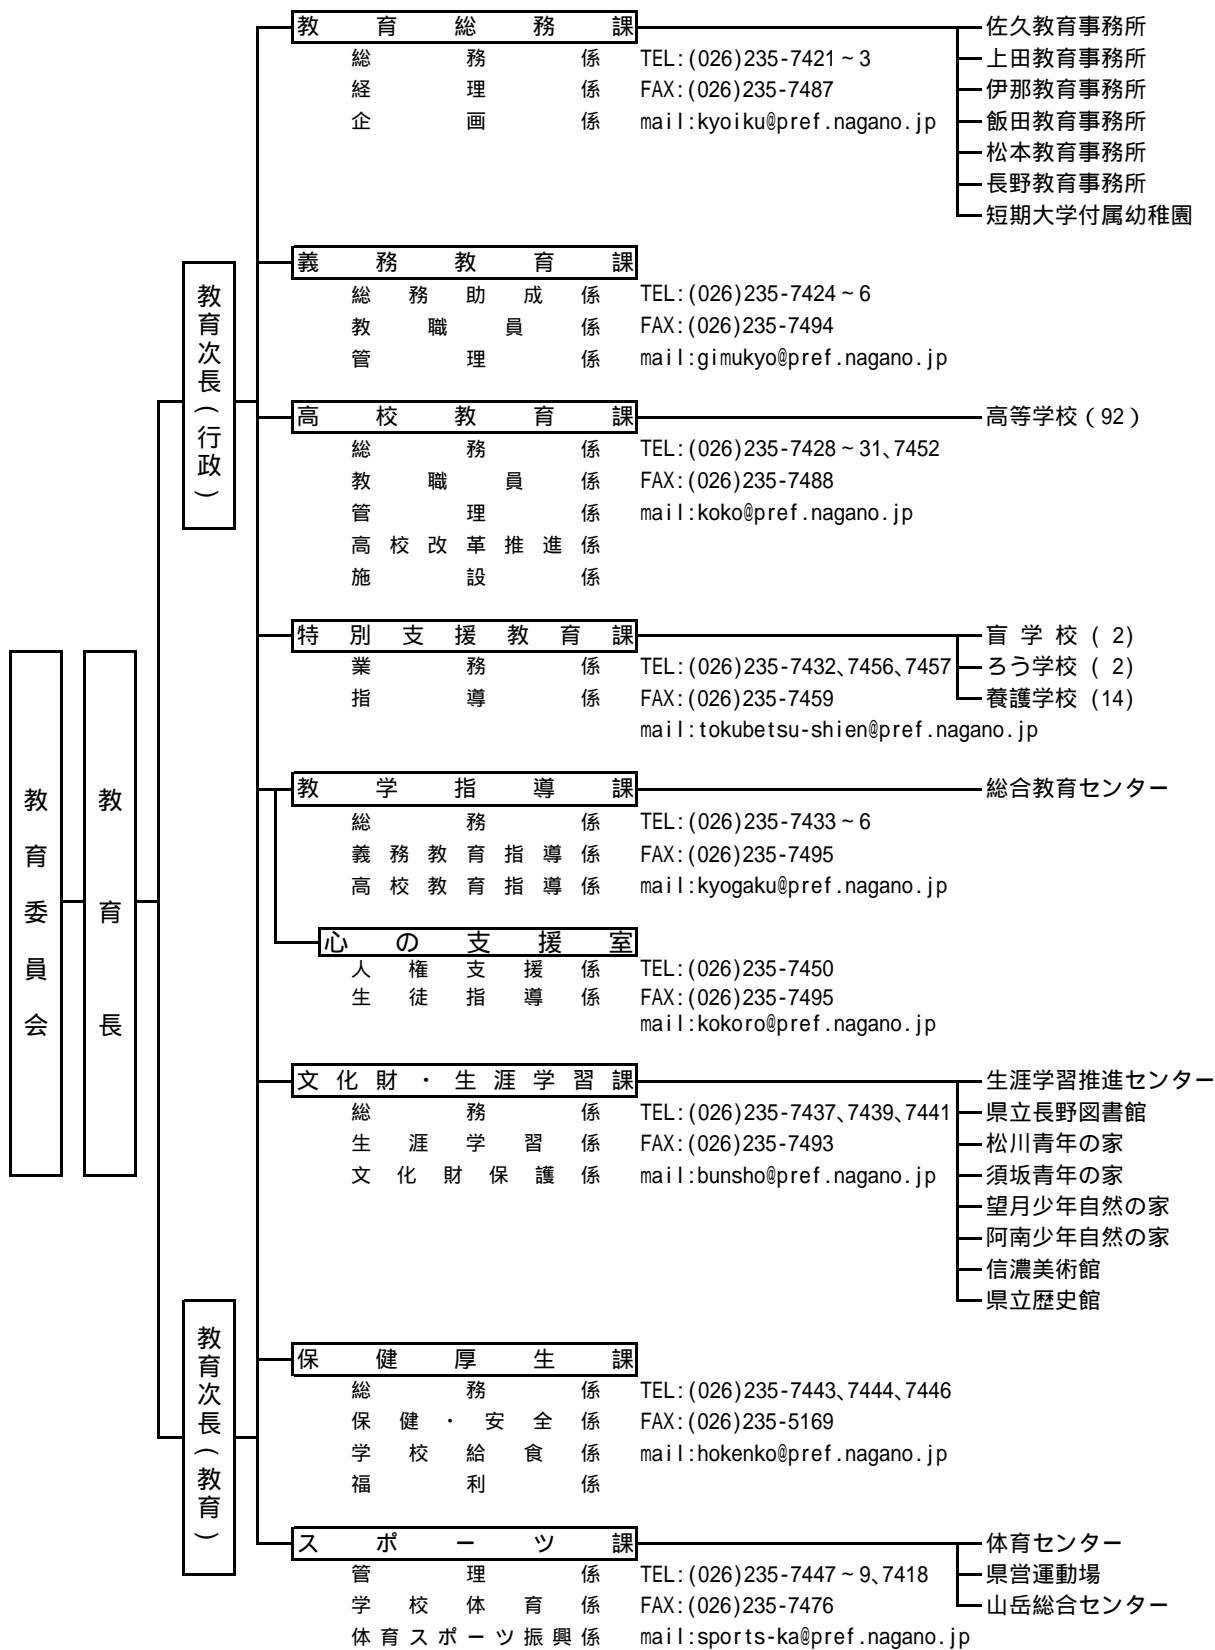 教育委員会
教育長
教育次長(行政)
教育次長(教育)
教育総務課
総務係 TEL:(026)235-7421~3
経理係 FAX:(026)235-7487
企画係 mail:kyoiku@pref.nagano.jp
佐久教育事務所
上田教育事務所
伊那教育事務所
飯田教育事務所
松本教育事務所
長野教育事務所
短期大学付属幼稚園
義務教育課
総務助成係 TEL:(026)235-7424~6
教職員係 FAX:(026)235-7494
管理係 mail:gimukyo@pref.nagano.jp
高校教育課
総務係 TEL:(026)235-7428~31、7452
教職員係 FAX:(026)235-7488
管理係 mail:koko@pref.nagano.jp
高校改革推進係
施設係
高等学校(92)
特別支援教育課
業務係 TEL:(026)235-7432、7456、7457
指導係 FAX:(026)235-7459
mail:tokubetsu-shien@pref.nagano.jp
盲学校( 2)
ろう学校( 2)
養護学校(14)
教学指導課
総務係 TEL:(026)235-7433~6
義務教育指導係 FAX:(026)235-7495
高校教育指導係 mail:kyogaku@pref.nagano.jp
総合教育センター
心の支援室
人権支援係 TEL:(026)235-7450
生徒指導係 FAX:(026)235-7495
mail:kokoro@pref.nagano.jp
文化財・生涯学習課
総務係 TEL:(026)235-7437、7439、7441
生涯学習係 FAX:(026)235-7493
文化財保護係 mail:bunsho@pref.nagano.jp
生涯学習推進センター
県立長野図書館
松川青年の家
須坂青年の家
望月少年自然の家
阿南少年自然の家
信濃美術館
県立歴史館
保健厚生課
総務係 TEL:(026)235-7443、7444、7446
保健・安全係 FAX:(026)235-5169
学校給食係 mail:hokenko@pref.nagano.jp
福利係
スポーツ課
管理係 TEL:(026)235-7447~9、7418
学校体育係 FAX:(026)235-7476
体育スポーツ振興係 mail:sports-ka@pref.nagano.jp
体育センター
県営運動場
山岳総合センター